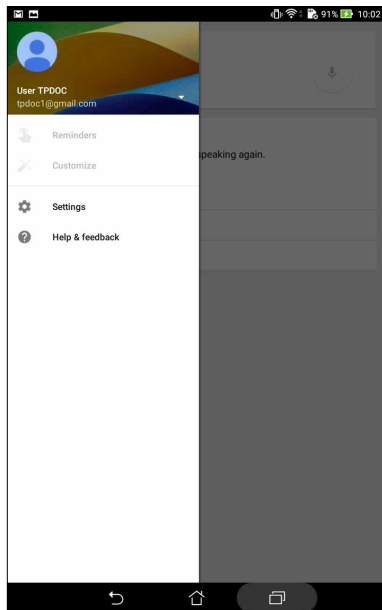 91% 10:02
User TPDOC
tpdoc1@gmail.com
Reminders
Customize
speaking again.
Settings
Help & feedback